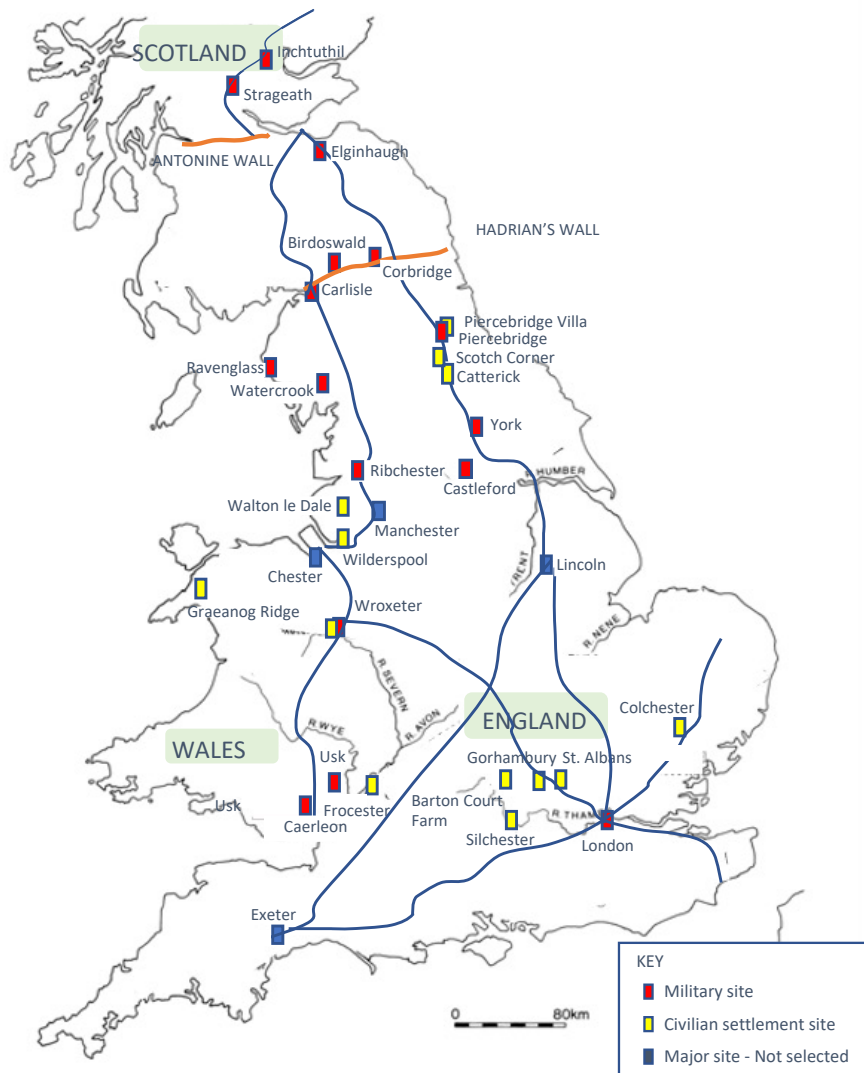 SCOTLAND
Inchtuthil
Strageath
ANTONINE WALL
Elginhaugh
HADRIAN'S WALL
Birdoswald
Corbridge
Carlisle
Piercebridge Villa
Piercebridge
Scotch Corner
Catterick
Ravenglass
Watercrook
York
Ribchester
Castleford
R. HUMBER
Walton le Dale
Manchester
Wilderspool
Chester
Lincoln
TRENT
Graeanog Ridge
Wroxeter
R. NENE
R. SEVERN
R. AVON
R. WYE
ENGLAND
Colchester
WALES
Usk
Gorhambury St. Albans
Usk
Frocester
Caerleon
Barton Court
Farm
R. THAM
Silchester
London
Exeter
KEY
Military site
Civilian settlement site
Major site - Not selected
0 80km